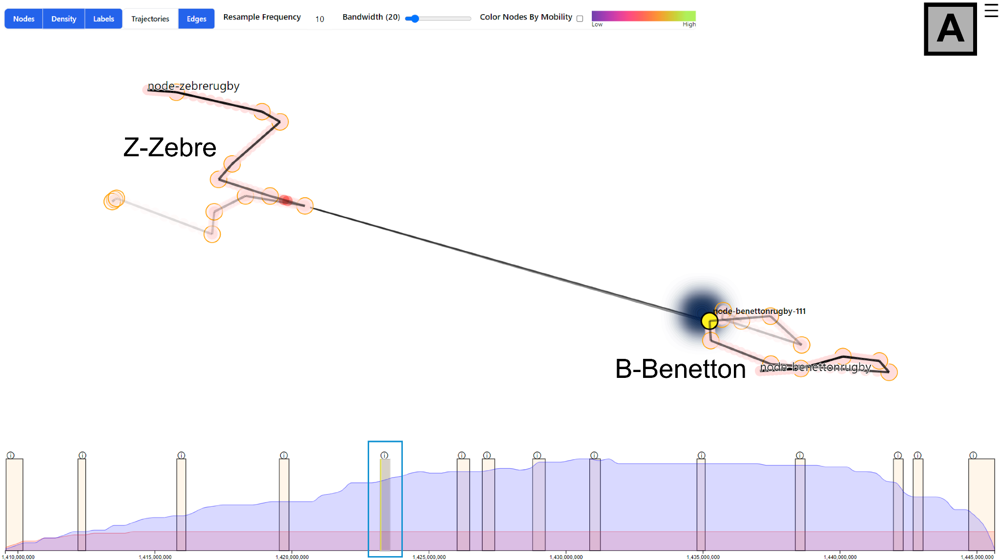 Nodes Density Labels Trajectories Edges Resample Frequency 10 Bandwidth (20) Color Nodes By Mobility Low High
A
node-zebrerugby
Z-Zebre
node-benettonrugby-111
B-Benetton
node-benettonrugby
1,410,000,000 1,415,000,000 1,420,000,000 1,425,000,000 1,430,000,000 1,435,000,000 1,440,000,000 1,445,000,000